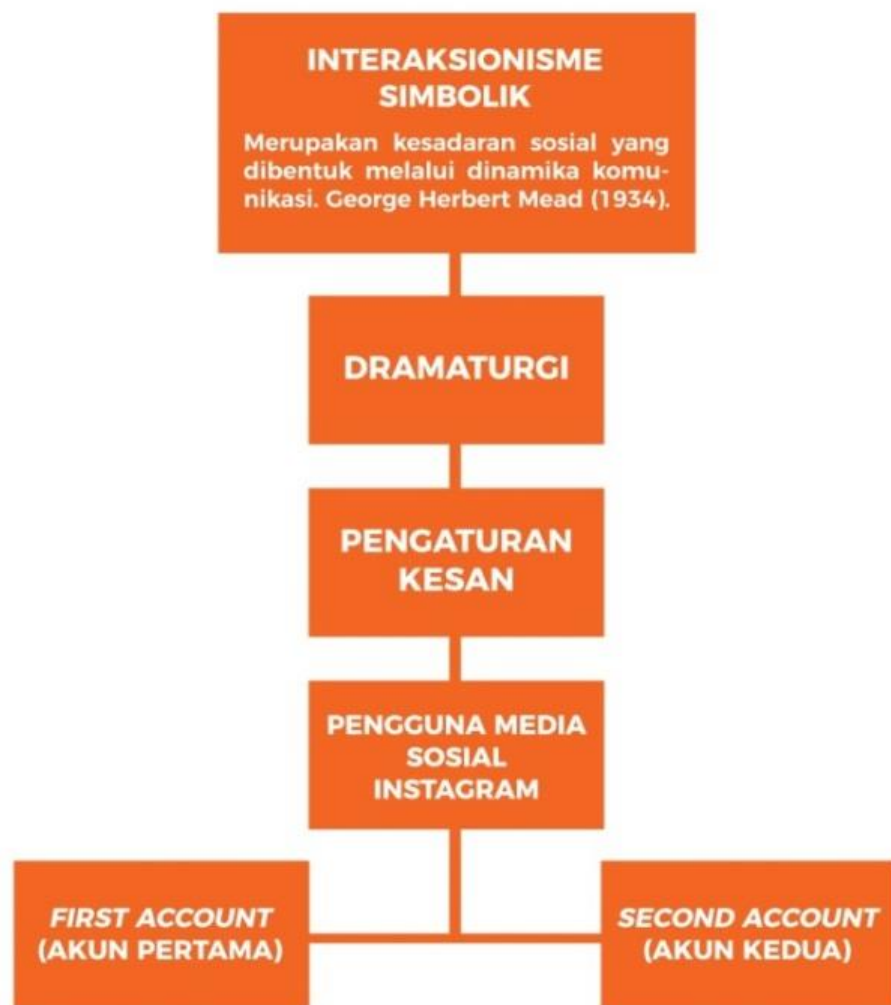 INTERAKSIONISME
SIMBOLIK
Merupakan kesadaran sosial yang
dibentuk melalui dinamika komu-
nikasi. George Herbert Mead (1934).
DRAMATURGI
PENGATURAN
KESAN
PENGGUNA MEDIA
SOSIAL
INSTAGRAM
FIRST ACCOUNT
(AKUN PERTAMA)
SECOND ACCOUNT
(AKUN KEDUA)